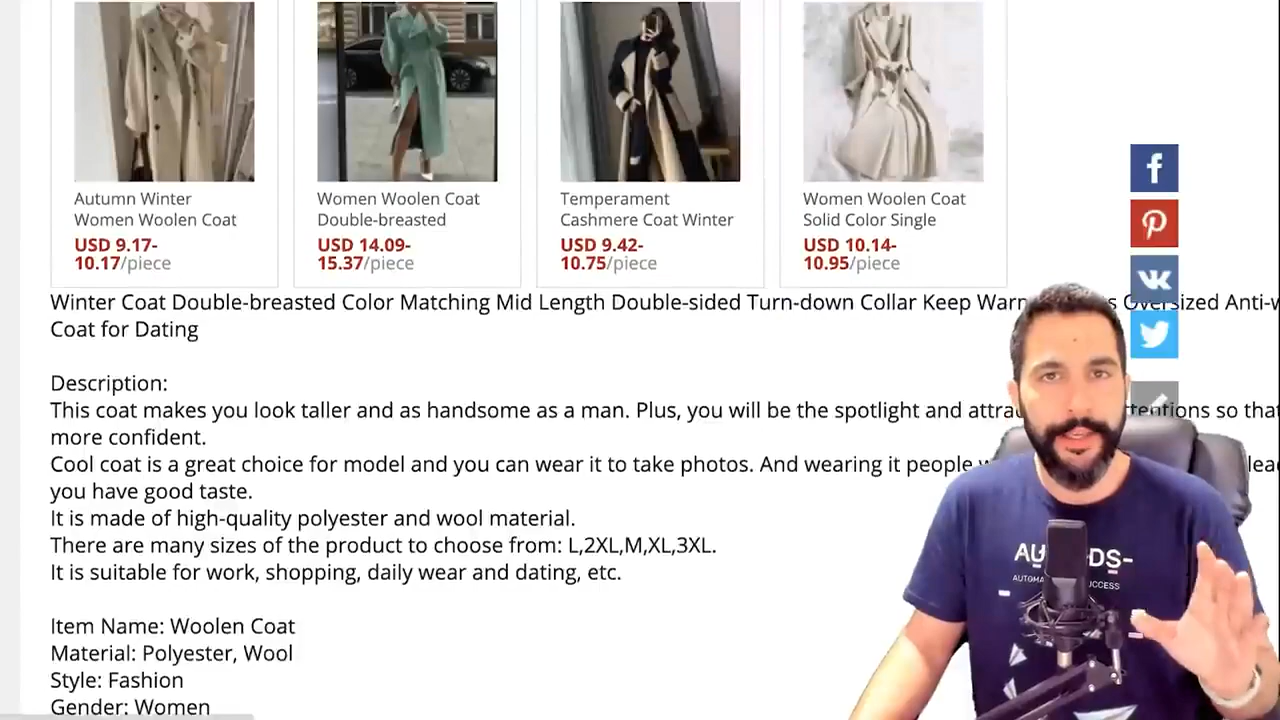 Autumn Winter
Women Woolen Coat
USD 9.17-
10.17/piece
Women Woolen Coat
Double-breasted
USD 14.09-
15.37/piece
Temperament
Cashmere Coat Winter
USD 9.42-
10.75/piece
Women Woolen Coat
Solid Color Single
USD 10.14-
10.95/piece
Winter Coat Double-breasted Color Matching Mid Length Double-sided Turn-down Collar Keep Oversized
Coat for Dating
Description:
This coat makes you look taller and as handsome as a man. Plus, you will be the spotlight and so
more confident.
Cool coat is a great choice for model and you can wear it to take photos. And wearing it people
you have good taste.
It is made of high-quality polyester and wool material.
There are many sizes of the product to choose from: L,2XL,M,XL,3XL.
It is suitable for work, shopping, daily wear and dating, etc.
Item Name: Woolen Coat
Material: Polyester, Wool
Style: Fashion
Gender: Women